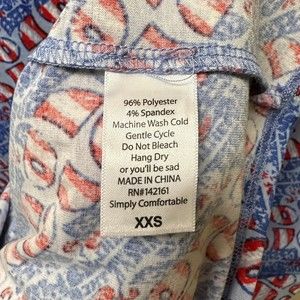 96% Polyester
4% Spandex
Machine Wash Cold
Gentle Cycle
Do Not Bleach
Hang Dry
or you'll be sad
MADE IN CHINA
RN#142161
Simply Comfortable
XXS